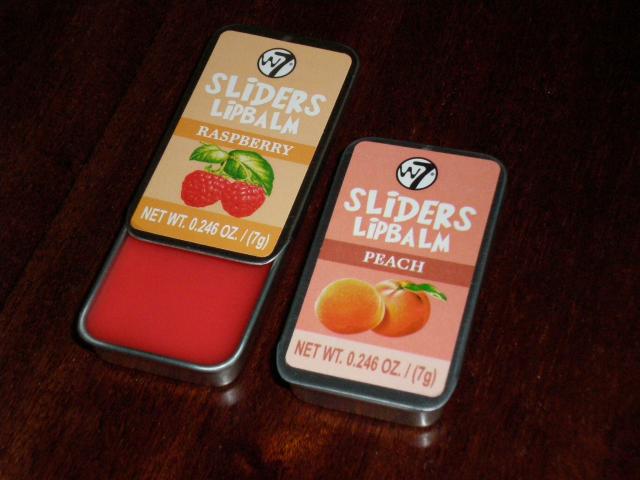 W7
SLiDERS
LiPBALM
RASPBERRY
NET WT. 0.246 OZ. / (7g)
W7
SLiDERS
LiPBALM
PEACH
NET WT. 0.246 OZ. / (7g)